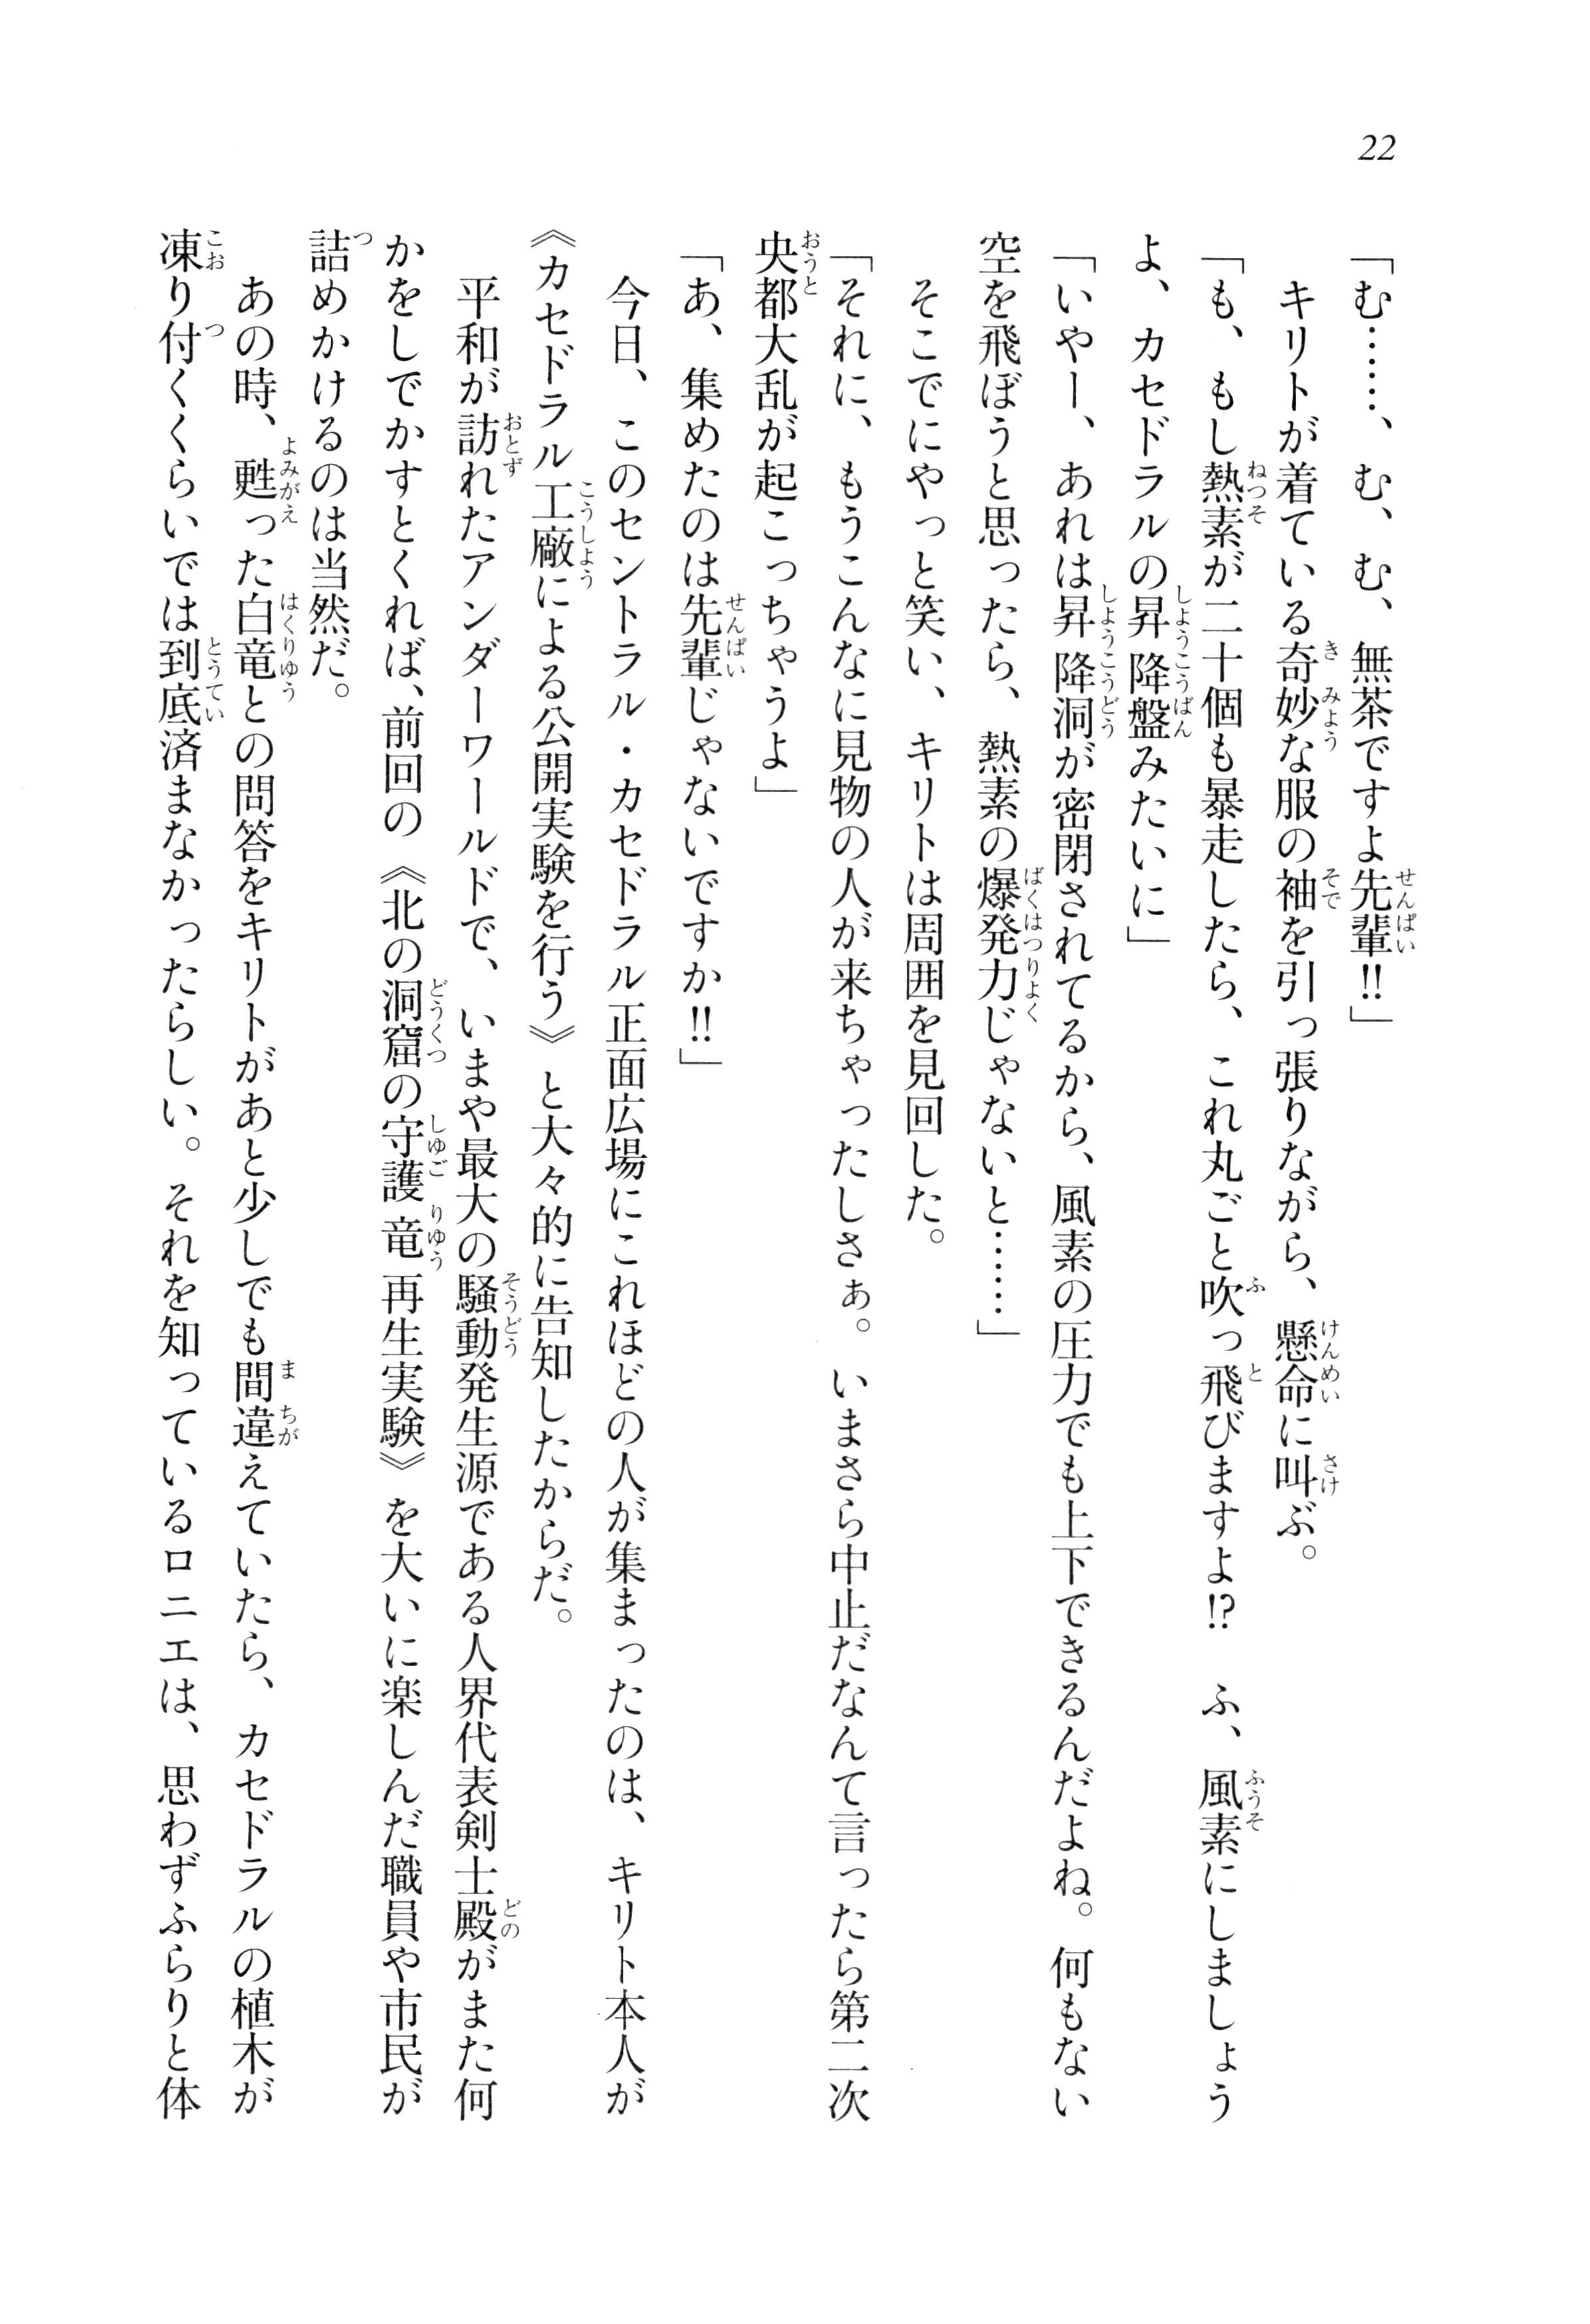 22
「む……、む、む、無茶ですよ先輩!!」
　キリトが着ている奇妙な服の袖を引っ張りながら、懸命に叫ぶ。
「も、もし熱素が二十個も暴走したら、これ丸ごと吹っ飛びますよ!?　ふ、風素にしましょう
よ、カセドラルの昇降盤みたいに」
「いやー、あれは昇降洞が密閉されてるから、風素の圧力でも上下できるんだよね。何もない
空を飛ぼうと思ったら、熱素の爆発力じゃないと……」
　そこでにやっと笑い、キリトは周囲を見回した。
「それに、もうこんなに見物の人が来ちゃったしさぁ。いまさら中止だなんて言ったら第二次
央都大乱が起こっちゃうよ」
「あ、集めたのは先輩じゃないですか!!」
　今日、このセントラル・カセドラル正面広場にこれほどの人が集まったのは、キリト本人が
《カセドラル工廠による公開実験を行う》と大々的に告知したからだ。
　平和が訪れたアンダーワールドで、いまや最大の騒動発生源である人界代表剣士殿がまた何
かをしでかすとくれば、前回の《北の洞窟の守護竜再生実験》を大いに楽しんだ職員や市民が
詰めかけるのは当然だ。
　あの時、甦った白竜との問答をキリトがあと少しでも間違えていたら、カセドラルの植木が
凍り付くくらいでは到底済まなかったらしい。それを知っているロニエは、思わずふらりと体